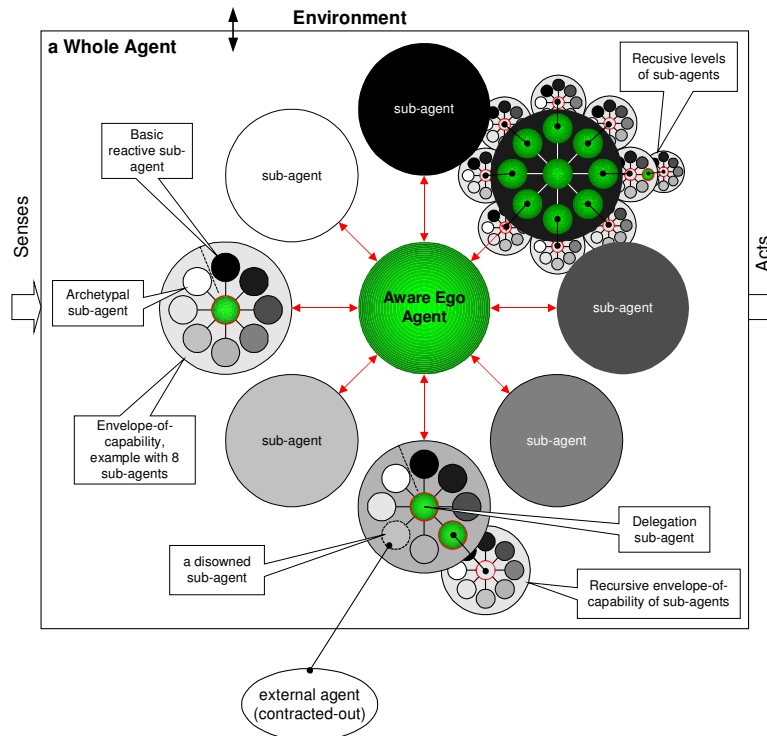 Environment
a Whole Agent
Recusive levels
of sub-agents
sub-agent
Basic
reactive sub-
agent
sub-agent
Senses
Acts
Archetypal
sub-agent
Aware Ego
Agent
sub-agent
Envelope-of-
capability,
example with 8
sub-agents
sub-agent
sub-agent
Delegation
sub-agent
a disowned
sub-agent
Recursive envelope-of-
capability of sub-agents
external agent
(contracted-out)